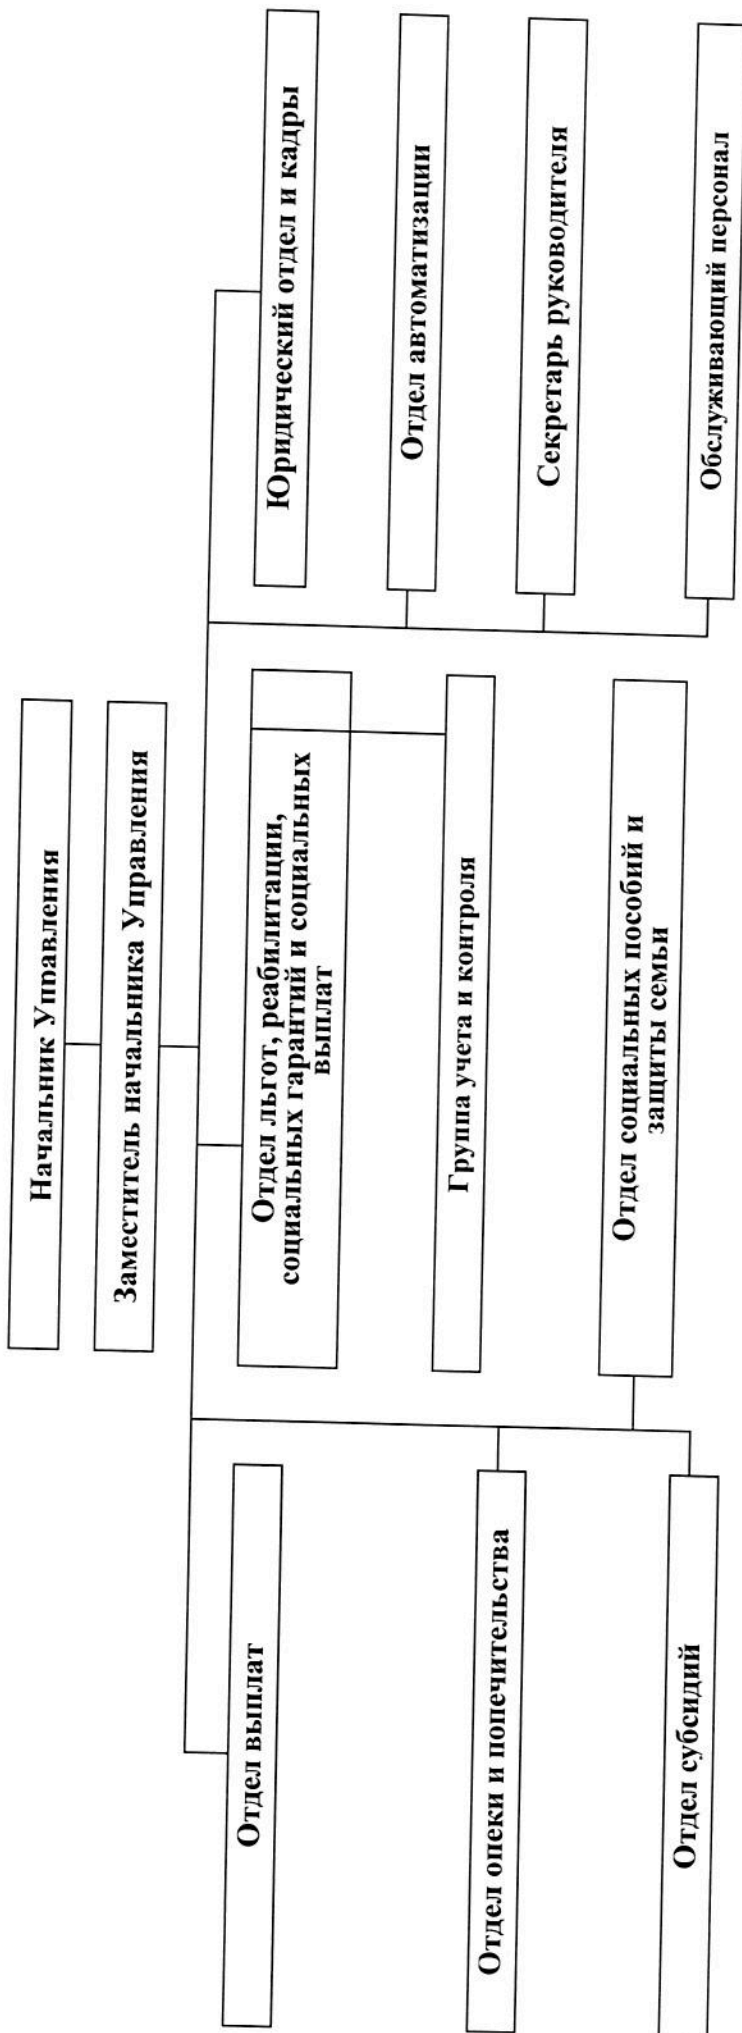 Начальник Управления
Заместитель начальника Управления
Отдел выплат
Отдел льгот, реабилитации,
социальных гарантий и социальных
выплат
Юридический отдел и кадры
Отдел автоматизации
Группа учета и контроля
Отдел опеки и попечительства
Секретарь руководителя
Отдел социальных пособий и
защиты семьи
Отдел субсидий
Обслуживающий персонал